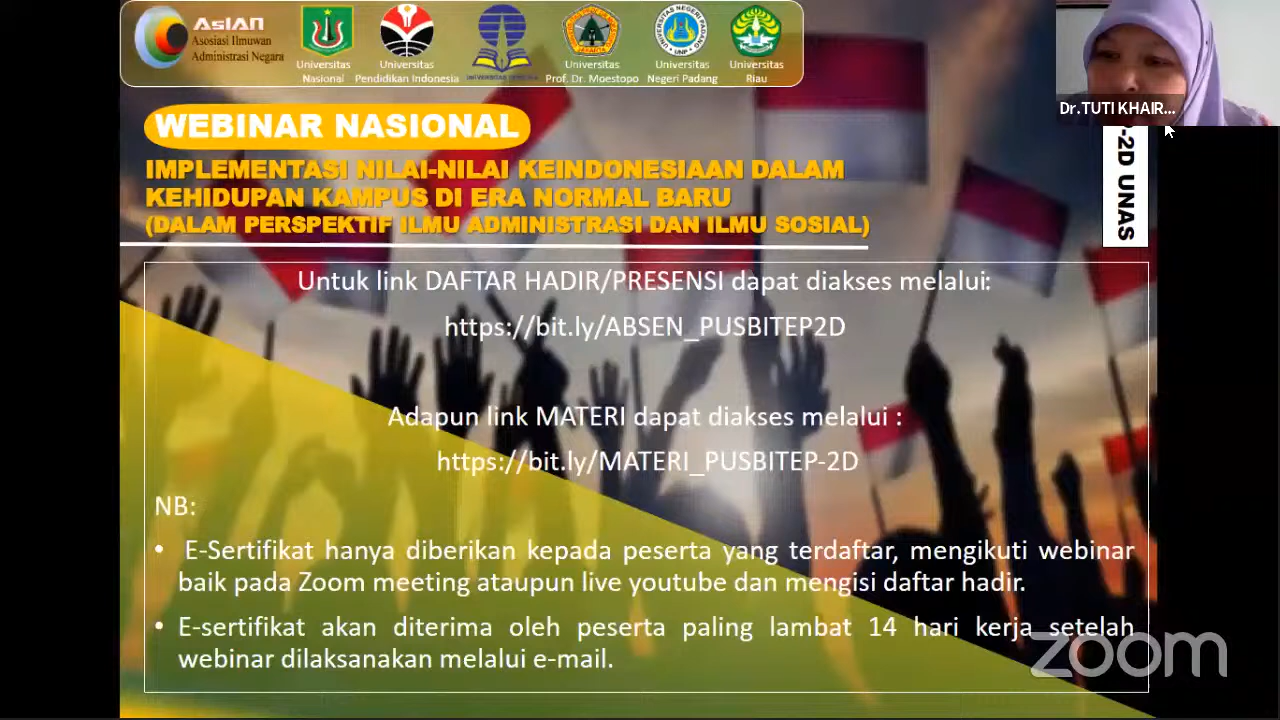 AsIAN
Asosiasi Ilmuwan
Administrasi Negara
Universitas
Nasional
Universitas
Pendidikan Indonesia
Universitas
Prof. Dr. Moestopo
Universitas
Negeri Padang
Universitas
Riau
Dr.TUTI KHAIR...
WEBINAR NASIONAL
IMPLEMENTASI NILAI-NILAI KEINDONESIAAN DALAM
KEHIDUPAN KAMPUS DI ERA NORMAL BARU
(DALAM PERSPEKTIF ILMU ADMINISTRASI DAN ILMU SOSIAL)
-2D UNAS
Untuk link DAFTAR HADIR/PRESENSI dapat diakses melalui:
https://bit.ly/ABSEN_PUSBITEP2D
Adapun link MATERI dapat diakses melalui :
https://bit.ly/MATERI_PUSBITEP-2D
NB:
• E-Sertifikat hanya diberikan kepada peserta yang terdaftar, mengikuti webinar
baik pada Zoom meeting ataupun live youtube dan mengisi daftar hadir.
• E-sertifikat akan diterima oleh peserta paling lambat 14 hari kerja setelah
webinar dilaksanakan melalui e-mail.
zoom